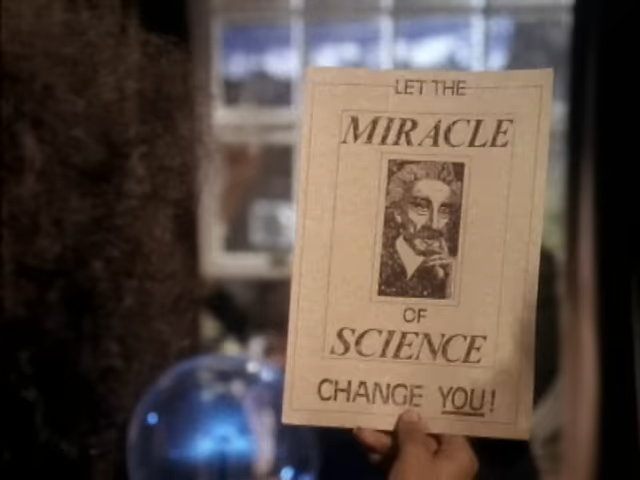 LET THE
MIRACLE
OF
SCIENCE
CHANGE YOU!